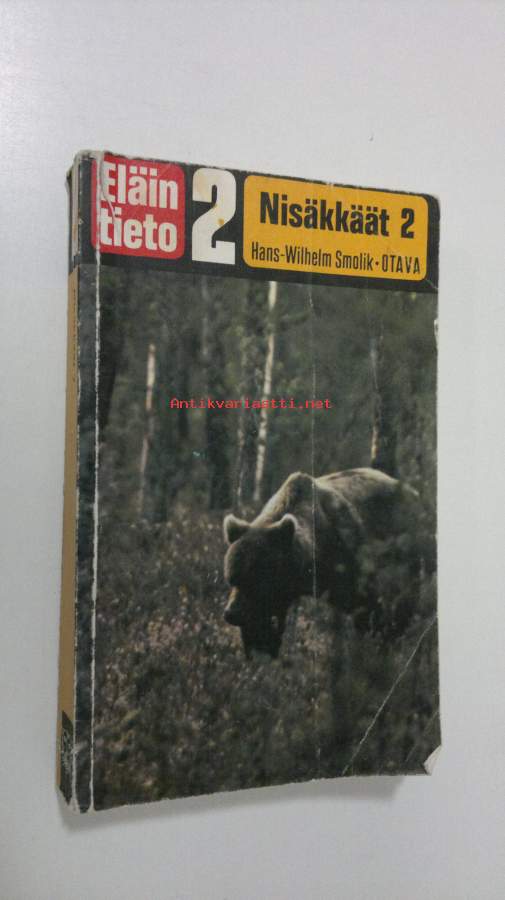 Eläin
tieto
2
Nisäkkäät 2
Hans-Wilhelm Smolik • OTAVA
Antikvariaatti.net